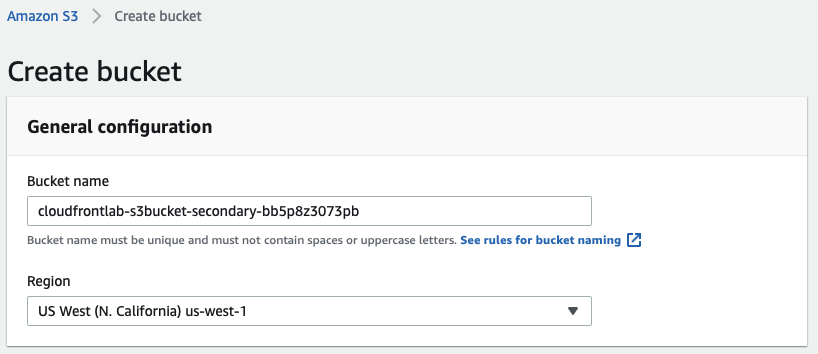 Amazon S3 > Create bucket
Create bucket
General configuration
Bucket name
cloudfrontlab-s3bucket-secondary-bb5p8z3073pb
Bucket name must be unique and must not contain spaces or uppercase letters. See rules for bucket naming
Region
US West (N. California) us-west-1